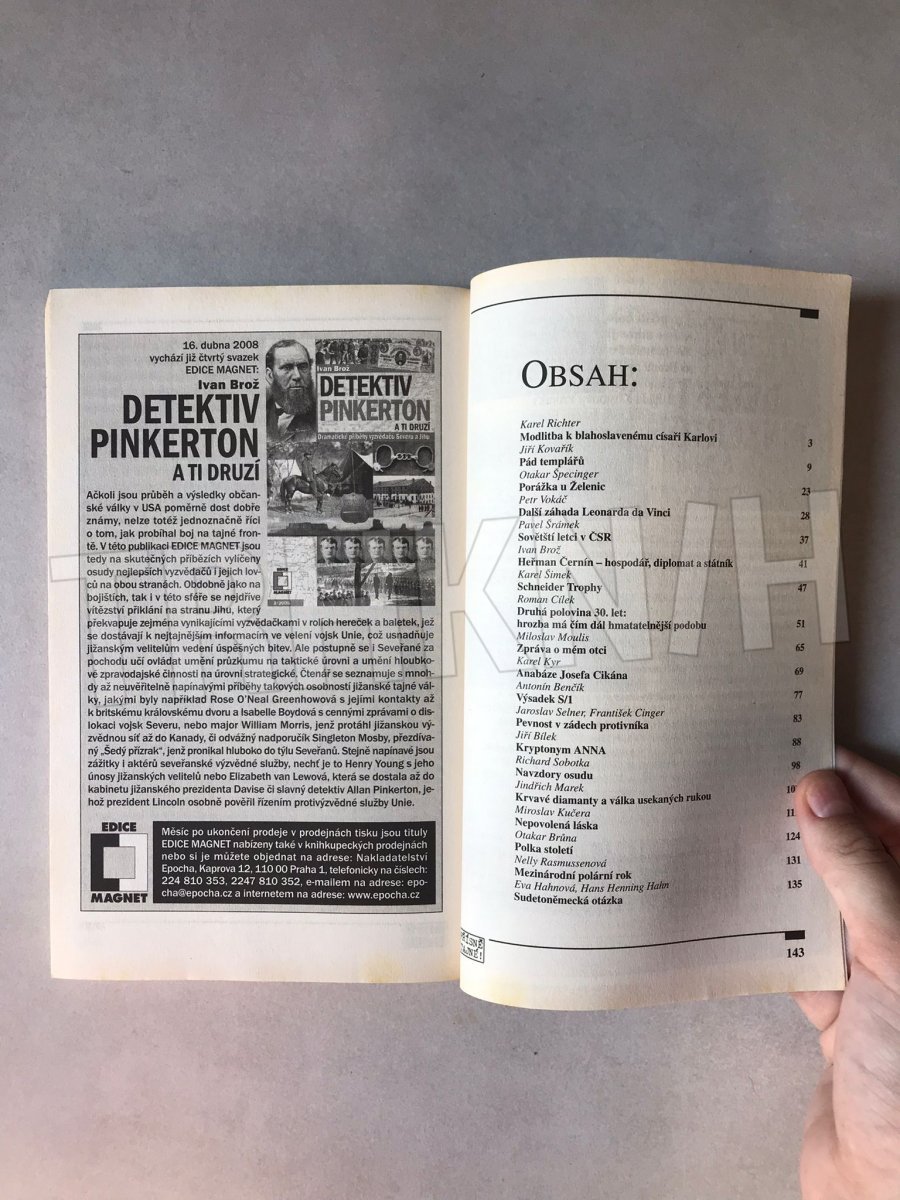 16. dubna 2008
vychází již čtvrtý svazek
EDICE MAGNET:
Ivan Brož
DETEKTIV
PINKERTON
A TI DRUZÍ
Ivan Brož
DETEKTIV
PINKERTON
A TI DRUZÍ
Dramatické příběhy vyzvědačů Severu a Jihu
Ačkoli jsou průběh a výsledky občan-
ské války v USA poměrně dost dobře
známy, nelze totéž jednoznačně říci
o tom, jak probíhal boj na tajné fron-
tě. V této publikaci EDICE MAGNET jsou
tedy na skutečných příbězích vylíčeny
osudy nejlepších vyzvědačů i jejich lov-
ců na obou stranách. Obdobně jako na
bojištích, tak i v této sféře se nejdříve
vítězství přiklání na stranu Jihu, který
překvapuje zejména vynikajícími vyzvědačkami v rolích hereček a baletek, jež
se dostávají k nejtajnějším informacím ve velení vojsk Unie, což usnadňuje
jižanským velitelům vedení úspěšných bitev. Ale postupně se i Seveřané za
pochodu učí ovládat umění průzkumu na taktické úrovni a umění hloubko-
vé zpravodajské činnosti na úrovni strategické. Čtenář se seznamuje s mnoh-
dy až neuvěřitelně napínavými příběhy takových osobností jižanské tajné vál-
ky, jakými byly například Rose O'Neal Greenhowová s jejími kontakty až
k britskému královskému dvoru a Isabelle Boydová s cennými zprávami o dis-
lokaci vojsk Severu, nebo major William Morris, jenž protáhl jižanskou vý-
zvědnou síť až do Kanady, či odvážný nadporučík Singleton Mosby, přezdíva-
ný „Šedý přízrak“, jenž pronikal hluboko do týlu Seveřanů. Stejně napínavé jsou
zážitky i aktérů seveřanské výzvědné služby, nechť je to Henry Young s jeho
únosy jižanských velitelů nebo Elizabeth van Lewová, která se dostala až do
kabinetu jižanského prezidenta Davise či slavný detektiv Allan Pinkerton, je-
hož prezident Lincoln osobně pověřil řízením protivýzvědné služby Unie.
EDICE
MAGNET
Měsíc po ukončení prodeje v prodejnách tisku jsou tituly
EDICE MAGNET nabízeny také v knihkupeckých prodejnách
nebo si je můžete objednat na adrese: Nakladatelství
Epocha, Kaprova 12, 110 00 Praha 1, telefonicky na číslech:
224 810 353, 2247 810 352, e-mailem na adrese: epo-
cha@epocha.cz a internetem na adrese: www.epocha.cz
OBSAH:
Karel Richter
Modlitba k blahoslavenému císaři Karlovi 3
Jiří Kovařík
Pád templářů 9
Otakar Špecinger
Porážka u Želenic 23
Petr Vokáč
Další záhada Leonarda da Vinci 28
Pavel Šrámek
Sovětští letci v ČSR 37
Ivan Brož
Heřman Černín – hospodář, diplomat a státník 41
Karel Šimek
Schneider Trophy 47
Roman Cílek
Druhá polovina 30. let:
hrozba má čím dál hmatatelnější podobu 51
Miloslav Moulis
Zpráva o mém otci 65
Karel Kyr
Anabáze Josefa Cikána 69
Antonín Benčík
Výsadek S/1 77
Jaroslav Selner, František Cinger
Pevnost v zádech protivníka 83
Jiří Bílek
Kryptonym ANNA 88
Richard Sobotka
Navzdory osudu 98
Jindřich Marek
Krvavé diamanty a válka usekaných rukou
Miroslav Kučera
Nepovolená láska
Otakar Brůna 124
Polka století
Nelly Rasmussenová 131
Mezinárodní polární rok
Eva Hahnová, Hans Henning Hahn 135
Sudetoněmecká otázka
143